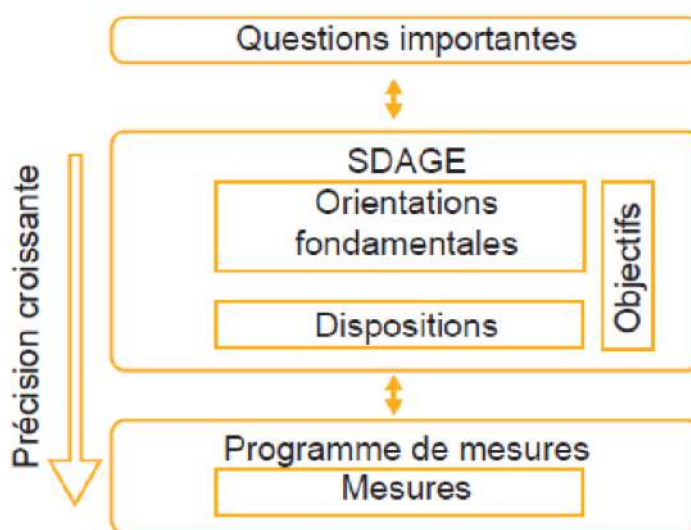 Questions importantes
SDAGE
Orientations
fondamentales
Dispositions
Objectifs
Précision croissante
Programme de mesures
Mesures